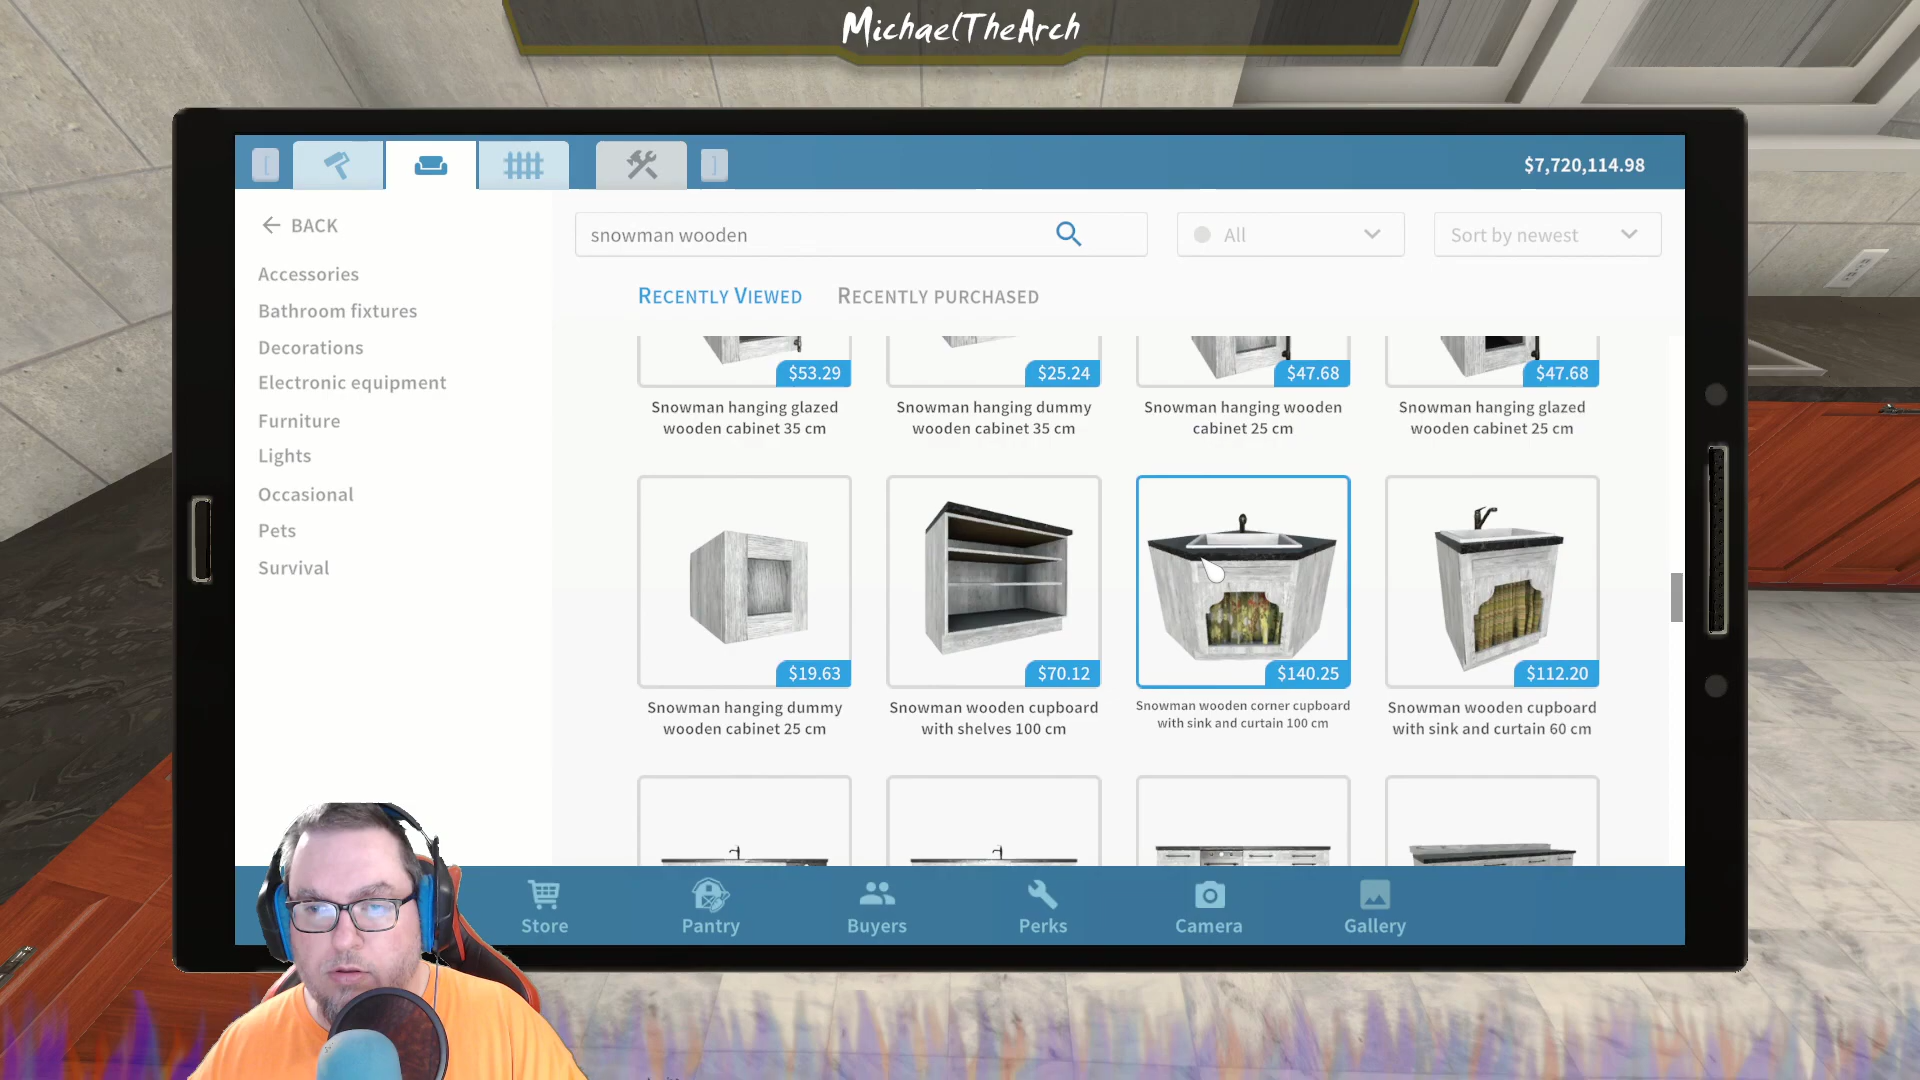 MichaelTheArch
$7,720,114.98
BACK
snowman wooden
All
Sort by newest
Accessories
Bathroom fixtures
Decorations
Electronic equipment
Furniture
Lights
Occasional
Pets
Survival
RECENTLY VIEWED
RECENTLY PURCHASED
$53.29
$25.24
$47.68
$47.68
Snowman hanging glazed
wooden cabinet 35 cm
Snowman hanging dummy
wooden cabinet 35 cm
Snowman hanging wooden
cabinet 25 cm
Snowman hanging glazed
wooden cabinet 25 cm
$19.63
$70.12
$140.25
$112.20
Snowman hanging dummy
wooden cabinet 25 cm
Snowman wooden cupboard
with shelves 100 cm
Snowman wooden corner cupboard
with sink and curtain 100 cm
Snowman wooden cupboard
with sink and curtain 60 cm
Store
Pantry
Buyers
Perks
Camera
Gallery